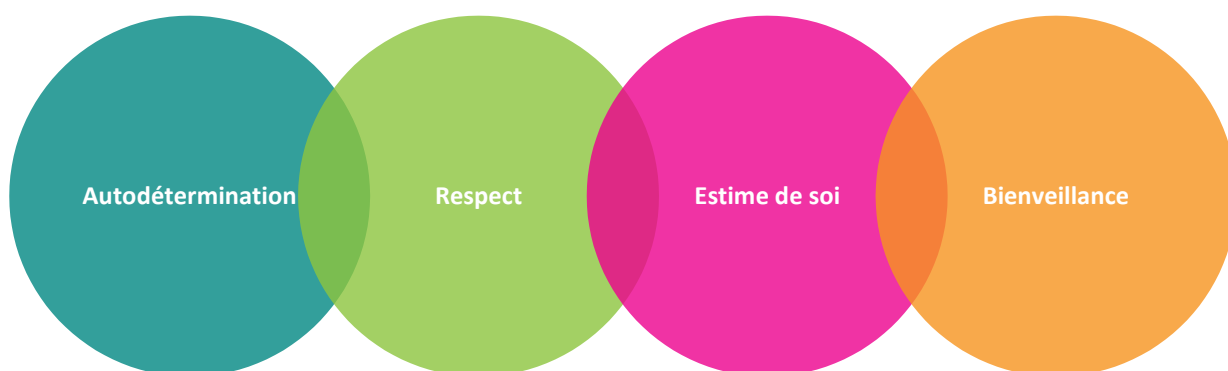 Autodétermination
Respect
Estime de soi
Bienveillance